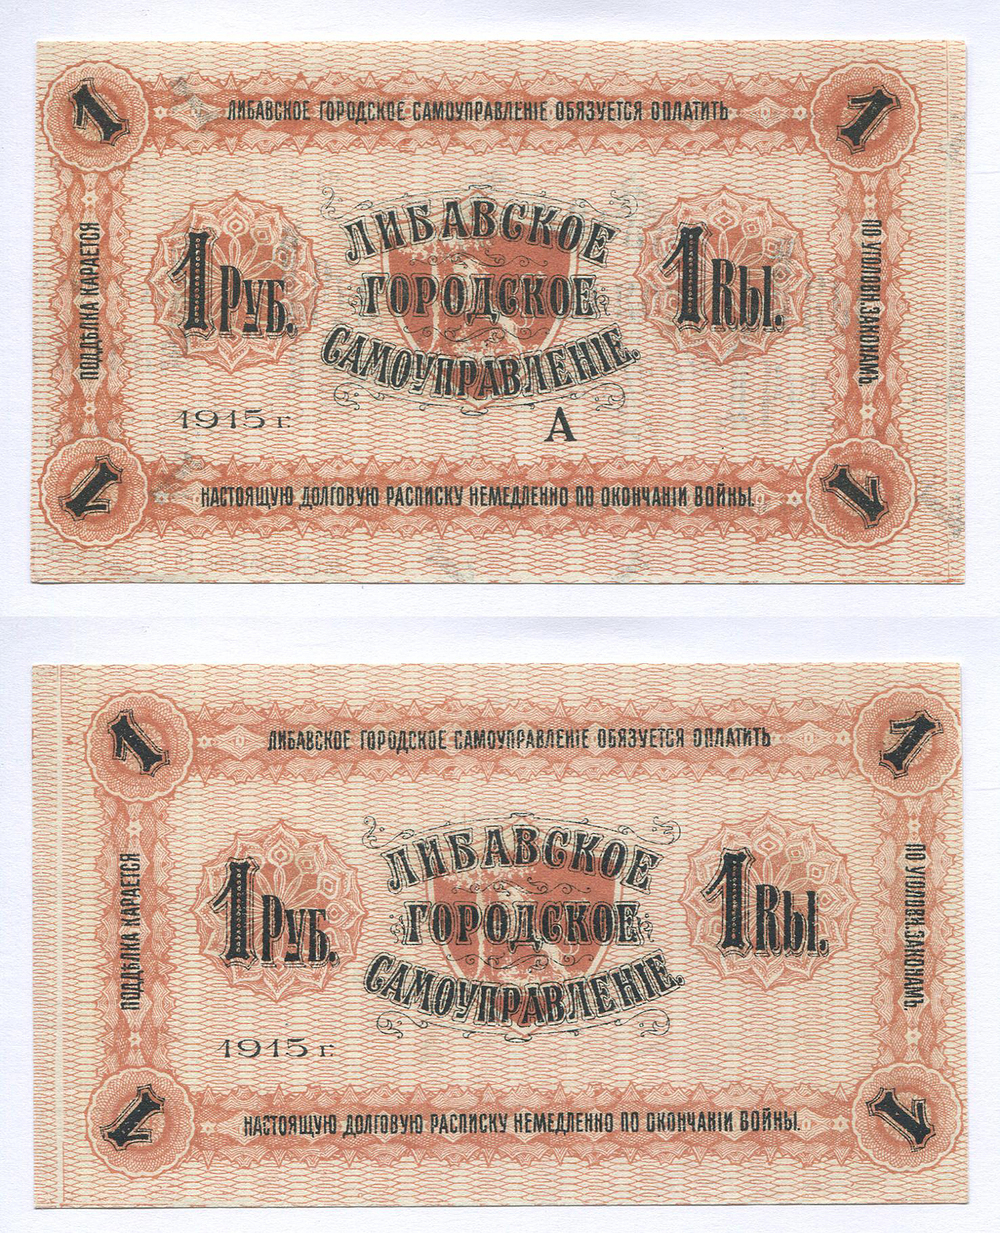 1
ЛИБАВСКОЕ ГОРОДСКОЕ САМОУПРАВЛЕНІЕ ОБЯЗУЕТСЯ ОПЛАТИТЬ
1
ПОДДѢЛКА КАРАЕТСЯ
1 РУБ.
ЛИБАВСКОЕ
ГОРОДСКОЕ
САМОУПРАВЛЕНІЕ.
1 RЫ.
ПО УГОЛОВН. ЗАКОНАМЪ
1915 г.
А
1
НАСТОЯЩУЮ ДОЛГОВУЮ РАСПИСКУ НЕМЕДЛЕННО ПО ОКОНЧАНІИ ВОЙНЫ.
1
1
ЛИБАВСКОЕ ГОРОДСКОЕ САМОУПРАВЛЕНІЕ ОБЯЗУЕТСЯ ОПЛАТИТЬ
1
ПОДДѢЛКА КАРАЕТСЯ
1 РУБ.
ЛИБАВСКОЕ
ГОРОДСКОЕ
САМОУПРАВЛЕНІЕ.
1 RЫ.
ПО УГОЛОВН. ЗАКОНАМЪ.
1915 г.
1
НАСТОЯЩУЮ ДОЛГОВУЮ РАСПИСКУ НЕМЕДЛЕННО ПО ОКОНЧАНІИ ВОЙНЫ.
1